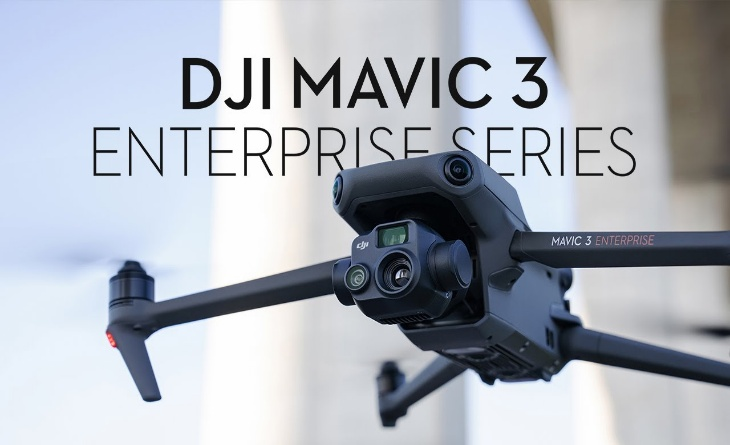 DJI MAVIC 3
ENTERPRISE SERIES
dji
MAVIC 3 ENTERPRISE